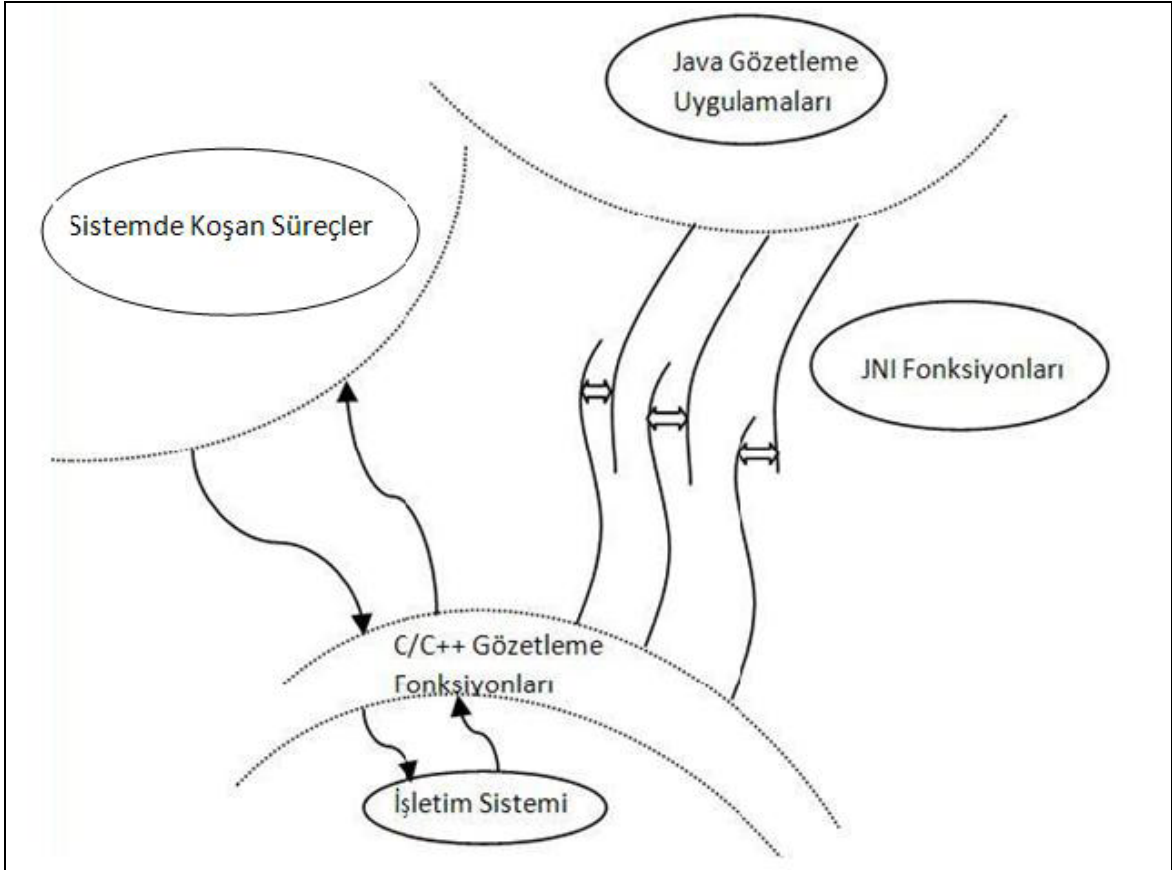 Java Gözetleme
Uygulamaları
Sistemde Koşan Süreçler
JNI Fonksiyonları
C/C++ Gözetleme
Fonksiyonları
İşletim Sistemi